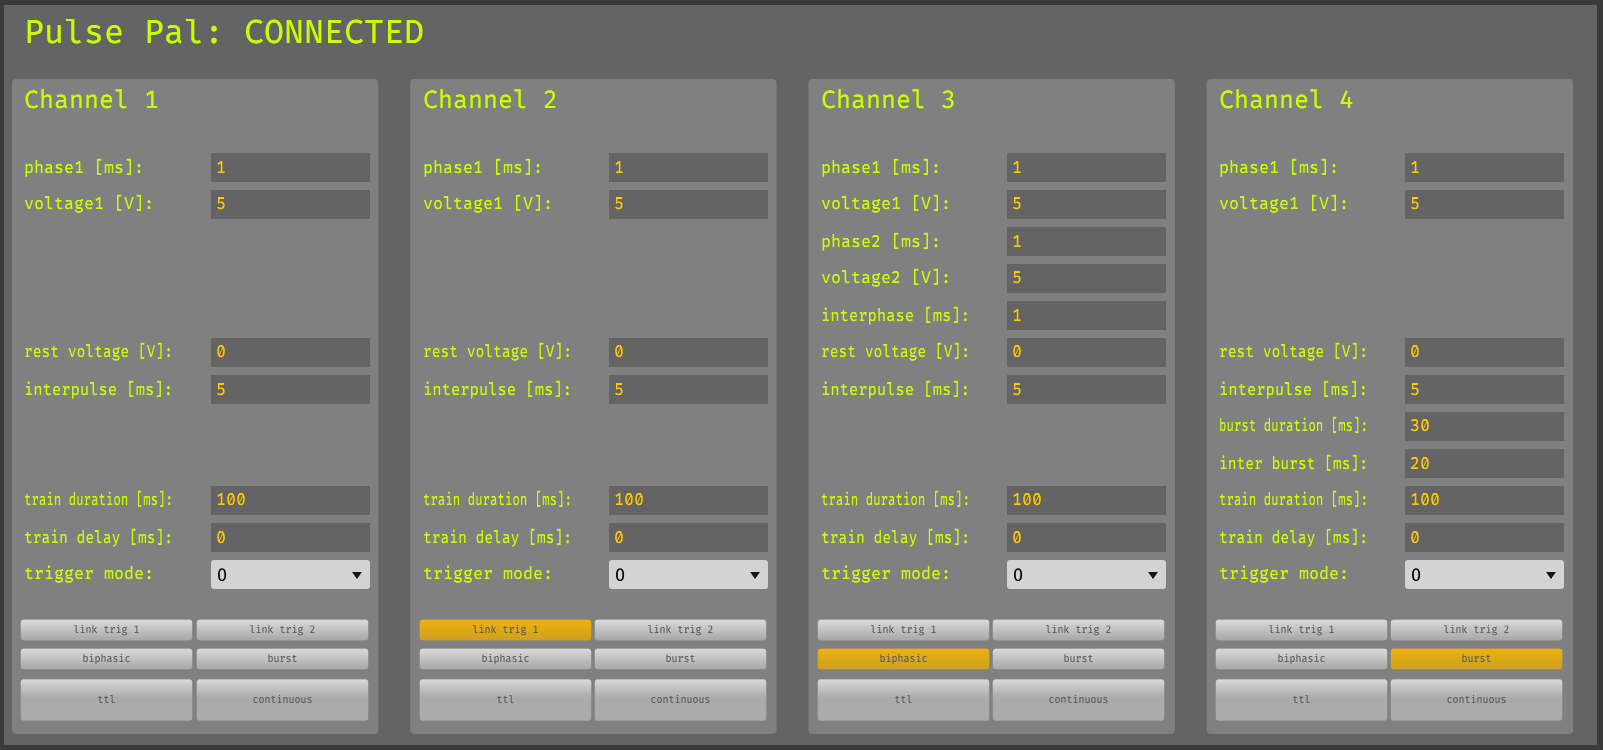 Pulse Pal: CONNECTED
Channel 1
phase1 [ms]: 1
voltage1 [V]: 5
rest voltage [V]: 0
interpulse [ms]: 5
train duration [ms]: 100
train delay [ms]: 0
trigger mode: 0
link trig 1 link trig 2
biphasic burst
ttl continuous
Channel 2
phase1 [ms]: 1
voltage1 [V]: 5
rest voltage [V]: 0
interpulse [ms]: 5
train duration [ms]: 100
train delay [ms]: 0
trigger mode: 0
link trig 1 link trig 2
biphasic burst
ttl continuous
Channel 3
phase1 [ms]: 1
voltage1 [V]: 5
phase2 [ms]: 1
voltage2 [V]: 5
interphase [ms]: 1
rest voltage [V]: 0
interpulse [ms]: 5
train duration [ms]: 100
train delay [ms]: 0
trigger mode: 0
link trig 1 link trig 2
biphasic burst
ttl continuous
Channel 4
phase1 [ms]: 1
voltage1 [V]: 5
rest voltage [V]: 0
interpulse [ms]: 5
burst duration [ms]: 30
inter burst [ms]: 20
train duration [ms]: 100
train delay [ms]: 0
trigger mode: 0
link trig 1 link trig 2
biphasic burst
ttl continuous